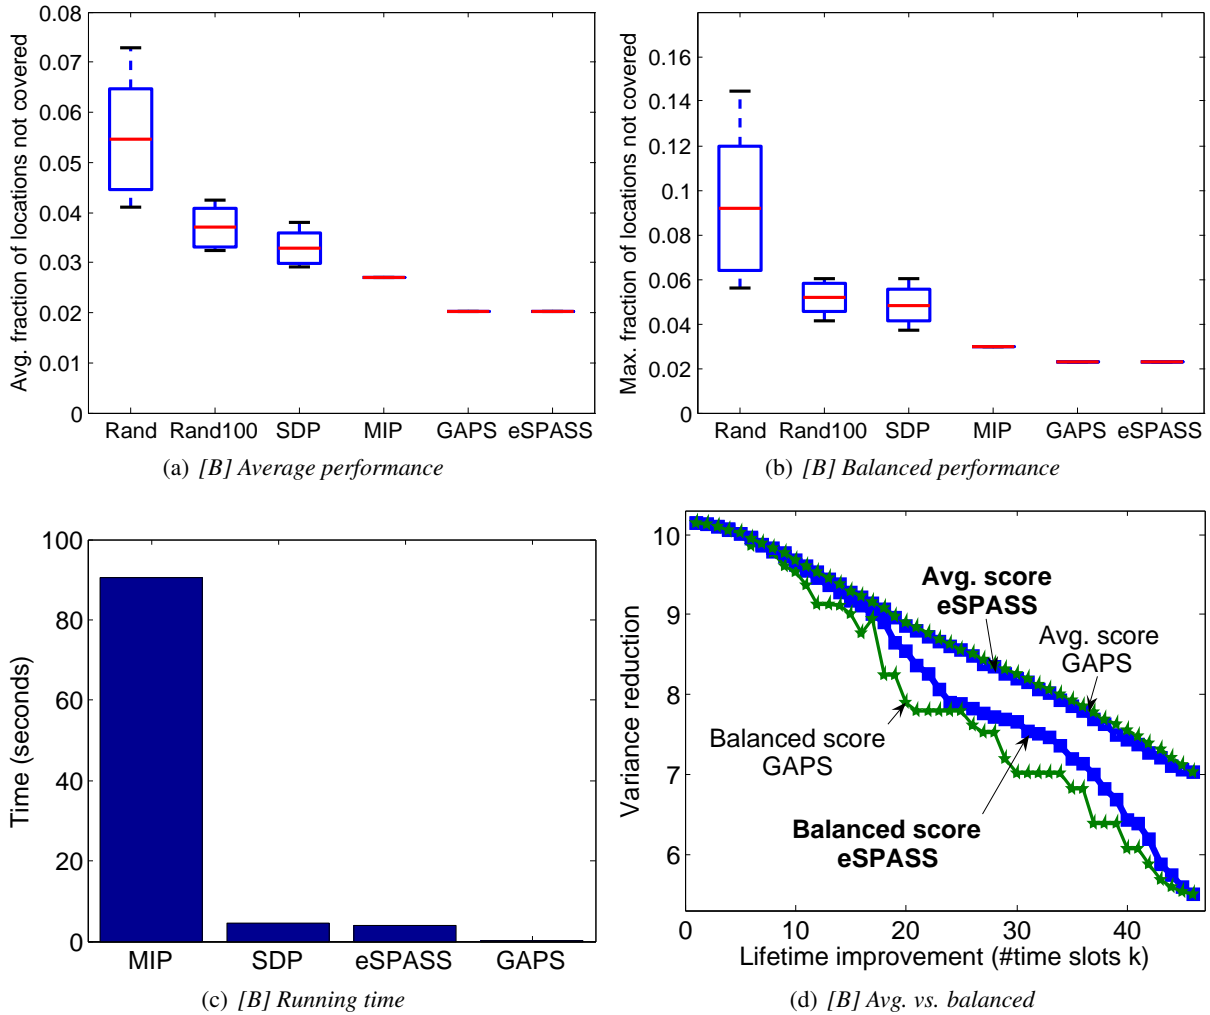 0.08
0.07
0.06
0.05
0.04
0.03
0.02
0.01
0
Avg. fraction of locations not covered
Rand Rand100 SDP MIP GAPS eSPASS
(a) [B] Average performance
0.16
0.14
0.12
0.1
0.08
0.06
0.04
0.02
0
Max. fraction of locations not covered
Rand Rand100 SDP MIP GAPS eSPASS
(b) [B] Balanced performance
100
80
60
40
20
0
Time (seconds)
MIP SDP eSPASS GAPS
(c) [B] Running time
10
9
8
7
6
Variance reduction
Avg. score
eSPASS
Avg. score
GAPS
Balanced score
GAPS
Balanced score
eSPASS
0 10 20 30 40
Lifetime improvement (#time slots k)
(d) [B] Avg. vs. balanced